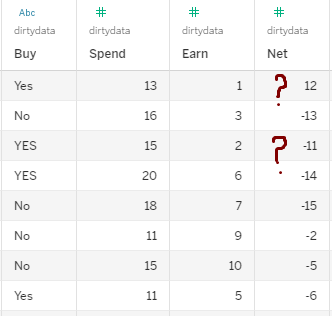 Abc # # #
dirtydata dirtydata dirtydata dirtydata
Buy Spend Earn Net
Yes 13 1 ? 12
No 16 3 -13
YES 15 2 ? -11
YES 20 6 -14
No 18 7 -15
No 11 9 -2
No 15 10 -5
Yes 11 5 -6